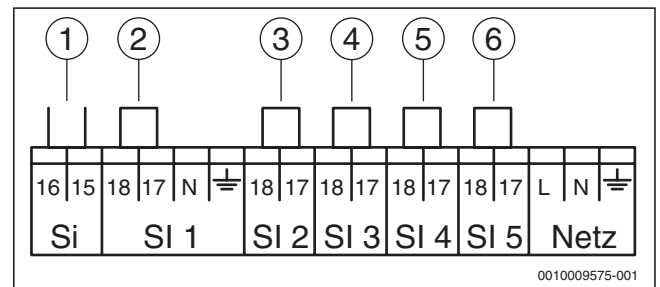 1 2 3 4 5 6
16 15 18 17 N 18 17 18 17 18 17 18 17 L N
Si SI 1 SI 2 SI 3 SI 4 SI 5 Netz
0010009575-001